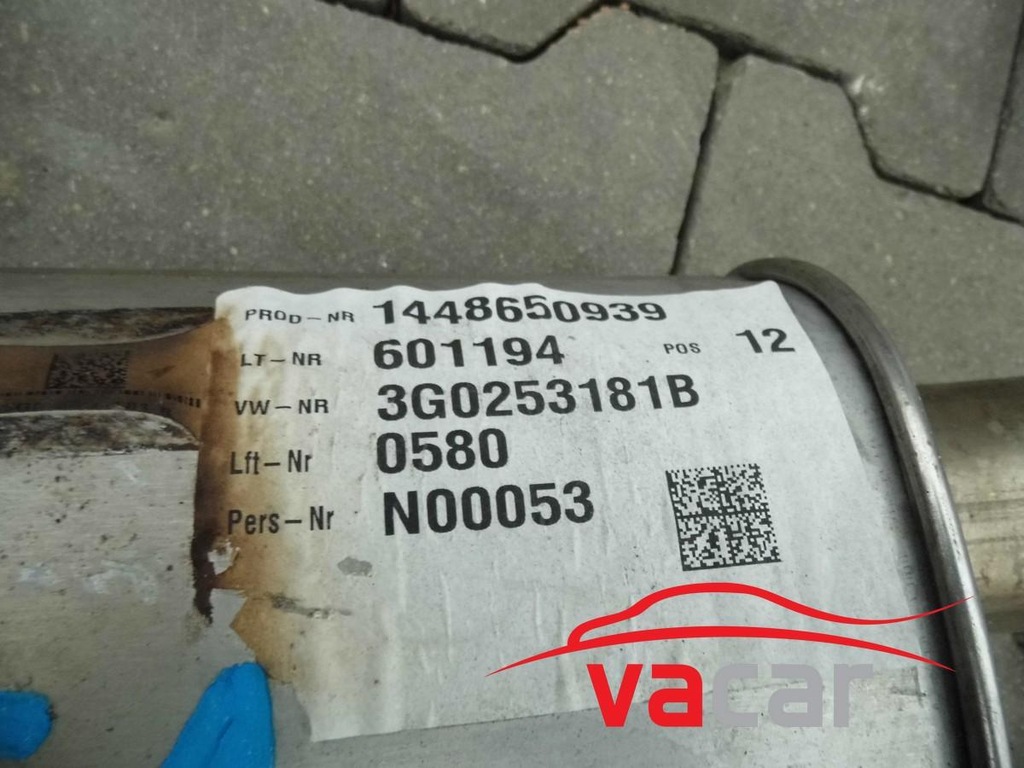 PROD-NR 1448650939
LT-NR 601194 POS 12
VW-NR 3G0253181B
Lft-Nr 0580
Pers-Nr N00053
vacar